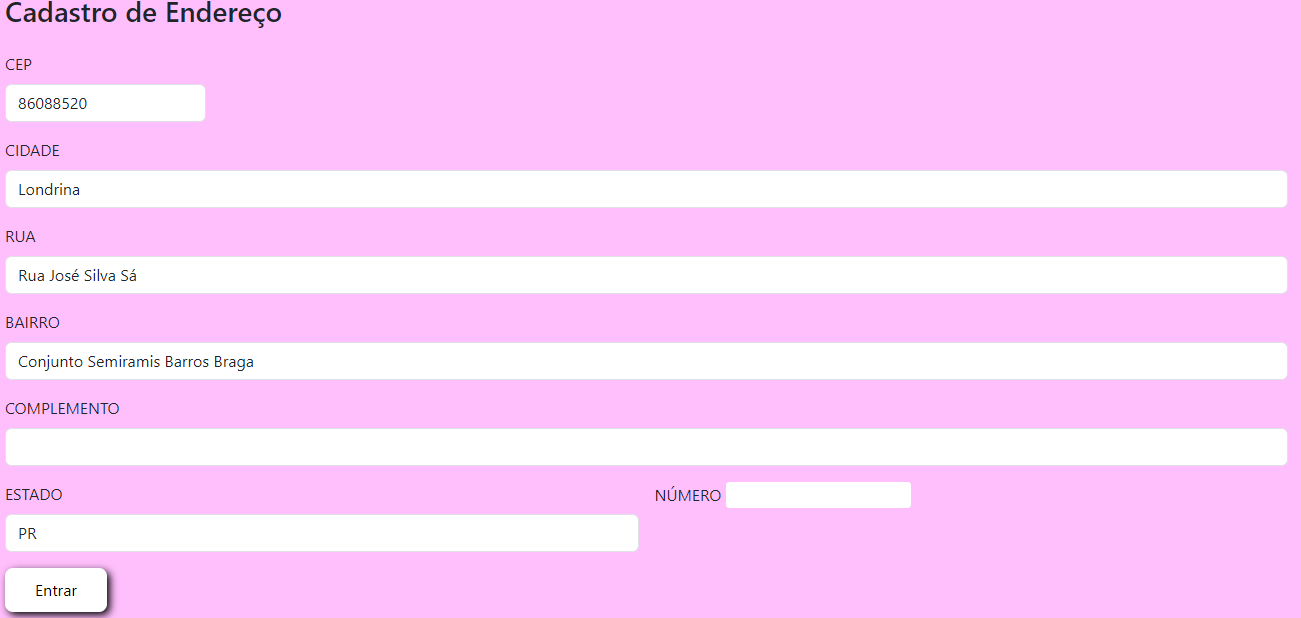 Cadastro de Endereço
CEP
86088520
CIDADE
Londrina
RUA
Rua José Silva Sá
BAIRRO
Conjunto Semiramis Barros Braga
COMPLEMENTO
ESTADO
NÚMERO
PR
Entrar